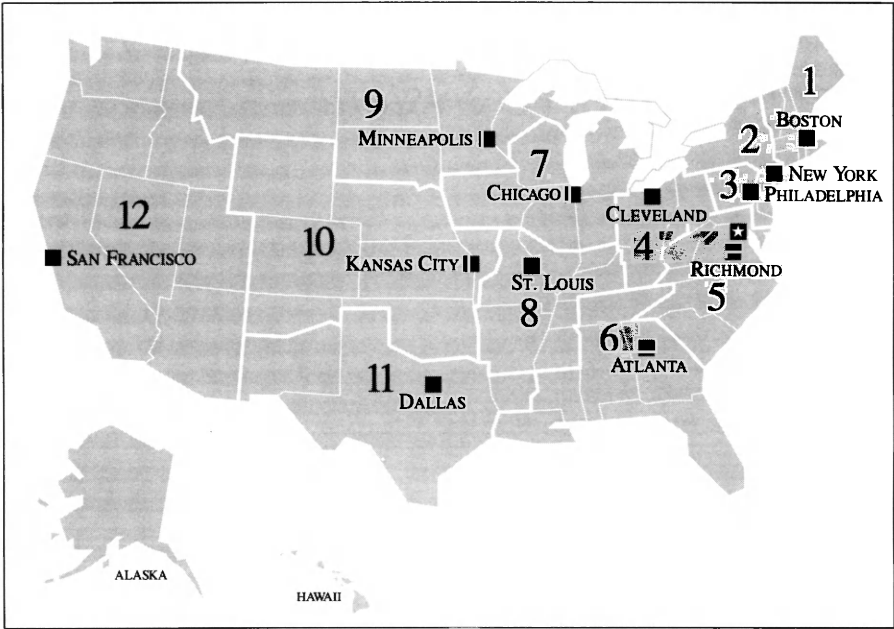 1
BOSTON
9
MINNEAPOLIS
2
7
NEW YORK
3
PHILADELPHIA
CHICAGO
CLEVELAND
12
10
4
SAN FRANCISCO
KANSAS CITY
ST. LOUIS
RICHMOND
5
8
6
ATLANTA
11
DALLAS
ALASKA
HAWAII